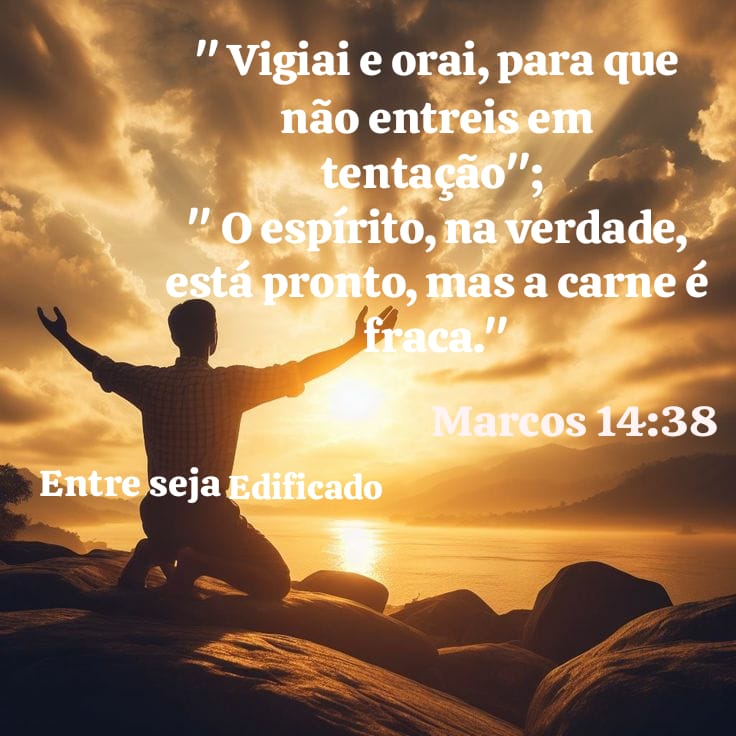 " Vigiai e orai, para que
não entreis em
tentação";
" O espírito, na verdade,
está pronto, mas a carne é
fraca."
Marcos 14:38
Entre seja Edificado